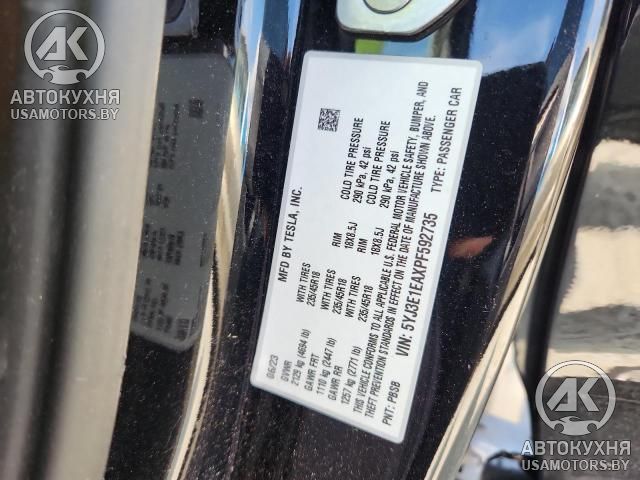 AK
АВТОКУХНЯ
USAMOTORS.BY
MFD BY TESLA, INC.
06/23
GVWR
2129 kg (4694 lb)
GAWR FRT WITH TIRES RIM COLD TIRE PRESSURE
1110 kg (2447 lb) 235/45R18 18X8.5J 290 kPa, 42 psi
GAWR RR WITH TIRES RIM COLD TIRE PRESSURE
1257 kg (2771 lb) 235/45R18 18X8.5J 290 kPa, 42 psi
THIS VEHICLE CONFORMS TO ALL APPLICABLE U.S. FEDERAL MOTOR VEHICLE SAFETY, BUMPER, AND
THEFT PREVENTION STANDARDS IN EFFECT ON THE DATE OF MANUFACTURE SHOWN ABOVE.
PNT: PBSB VIN: 5YJ3E1EAXPF592735 TYPE: PASSENGER CAR
AK
АВТОКУХНЯ
USAMOTORS.BY